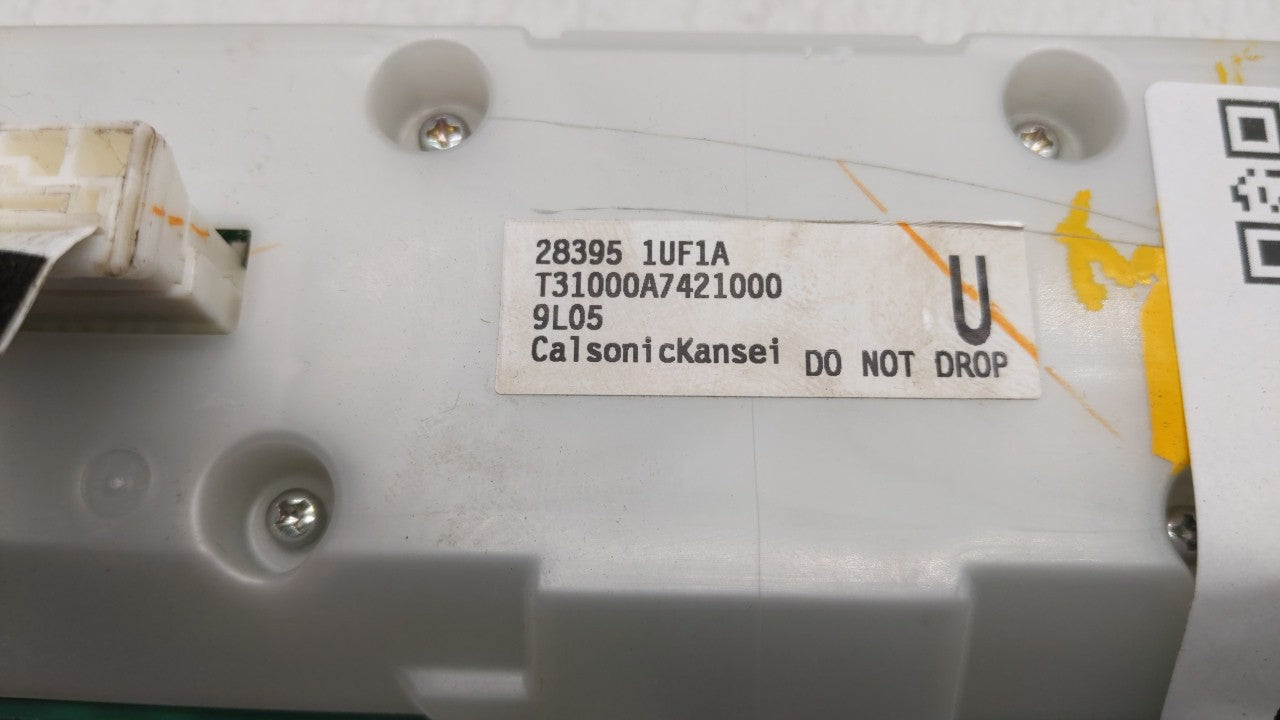 28395 1UF1A
T31000A7421000
9L05
CalsonicKansei
U
DO NOT DROP